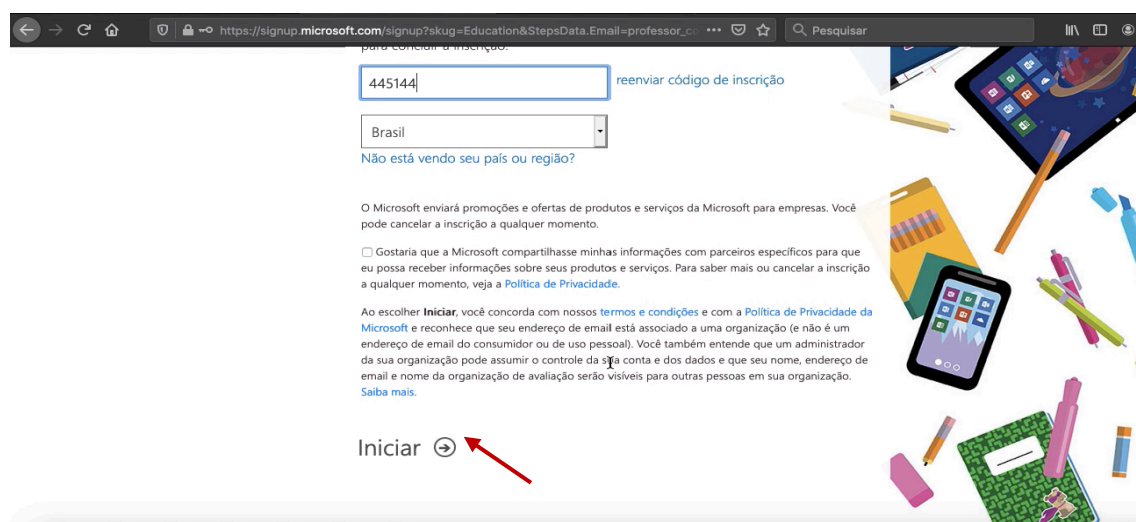 https://signup.microsoft.com/signup?skug=Education&StepsData.Email=professor_cc
Pesquisar
para concluir a inscrição.
445144
reenviar código de inscrição
Brasil
Não está vendo seu país ou região?
O Microsoft enviará promoções e ofertas de produtos e serviços da Microsoft para empresas. Você
pode cancelar a inscrição a qualquer momento.
Gostaria que a Microsoft compartilhasse minhas informações com parceiros específicos para que
eu possa receber informações sobre seus produtos e serviços. Para saber mais ou cancelar a inscrição
a qualquer momento, veja a Política de Privacidade.
Ao escolher Iniciar, você concorda com nossos termos e condições e com a Política de Privacidade da
Microsoft e reconhece que seu endereço de email está associado a uma organização (e não é um
endereço de email do consumidor ou de uso pessoal). Você também entende que um administrador
da sua organização pode assumir o controle da sua conta e dos dados e que seu nome, endereço de
email e nome da organização de avaliação serão visíveis para outras pessoas em sua organização.
Saiba mais.
Iniciar